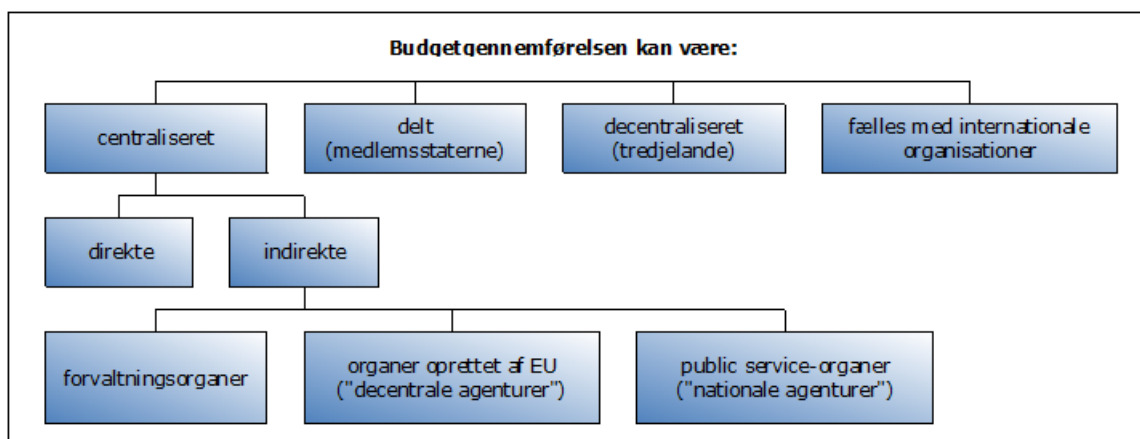 Budgetgennemførelsen kan være:
centraliseret
delt
(medlemsstaterne)
decentraliseret
(tredjelande)
fælles med internationale
organisationer
direkte
indirekte
forvaltningsorganer
organer oprettet af EU
("decentrale agenturer")
public service-organer
("nationale agenturer")